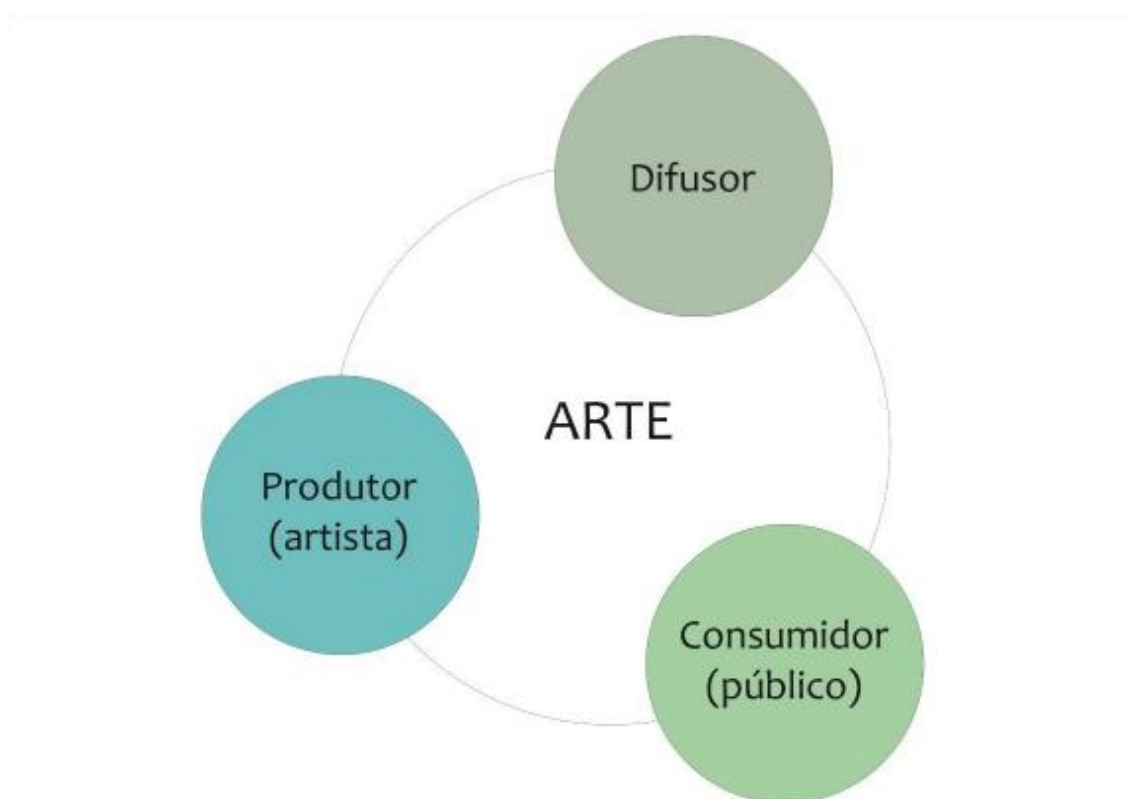 Difusor
ARTE
Produtor
(artista)
Consumidor
(público)